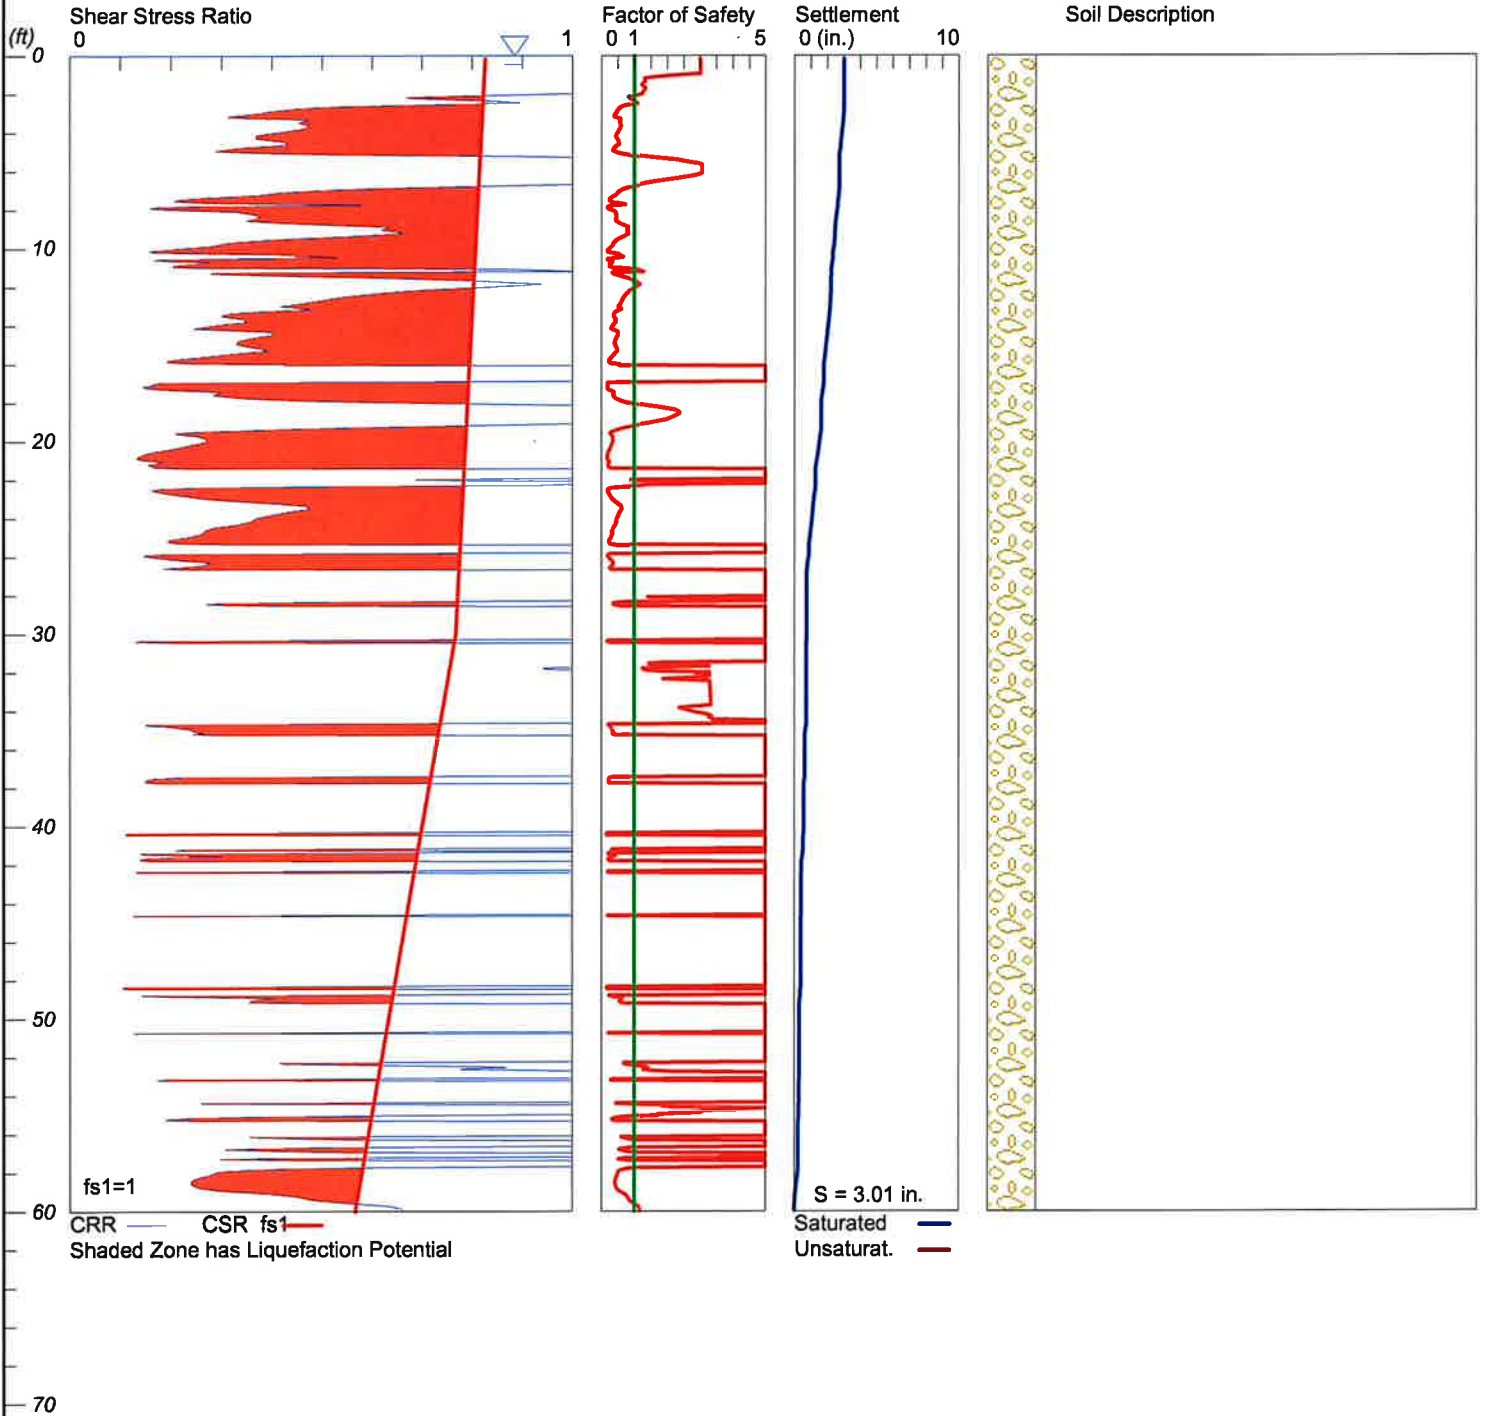 Shear Stress Ratio Factor of Safety Settlement Soil Description
(ft) 0 1 0 1 5 0 (in.) 10
0
10
20
30
40
50
fs1=1 S = 3.01 in.
60
CRR CSR fs1 Saturated
Shaded Zone has Liquefaction Potential Unsaturat.
70